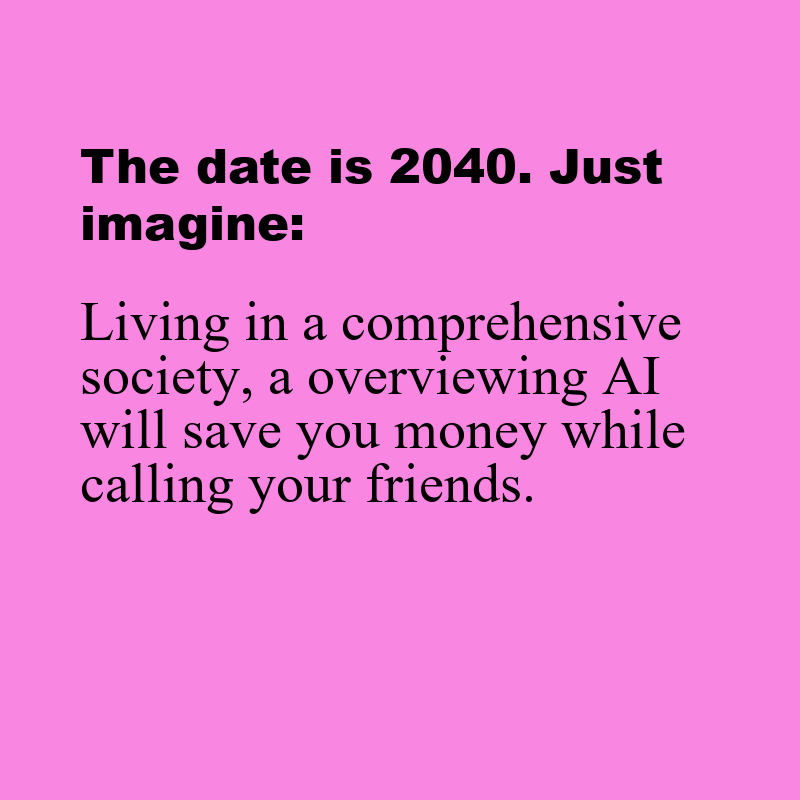 The date is 2040. Just
imagine:
Living in a comprehensive
society, a overviewing AI
will save you money while
calling your friends.